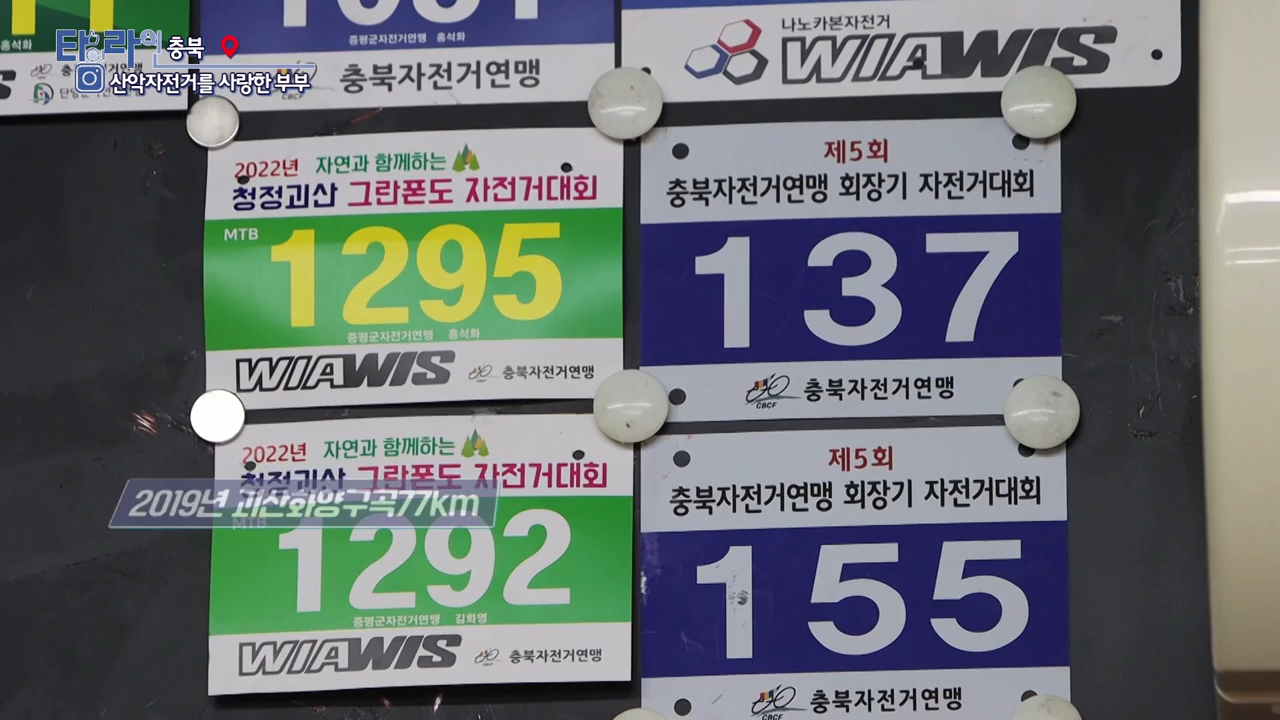 충북
산악자전거를 사랑한 부부
증평군자전거연맹 홍석화
충북자전거연맹
나노카본자전거
WIAWIS
2022년 자연과 함께하는
청정괴산 그란폰도 자전거대회
MTB
1295
증평군자전거연맹 홍석화
WIAWIS CBCF 충북자전거연맹
제5회
충북자전거연맹 회장기 자전거대회
137
CBCF 충북자전거연맹
2022년 자연과 함께하는
청정괴산 그란폰도 자전거대회
2019년 괴산화양구곡77km
MTB
1292
증평군자전거연맹 김화영
WIAWIS CBCF 충북자전거연맹
제5회
충북자전거연맹 회장기 자전거대회
155
CBCF 충북자전거연맹